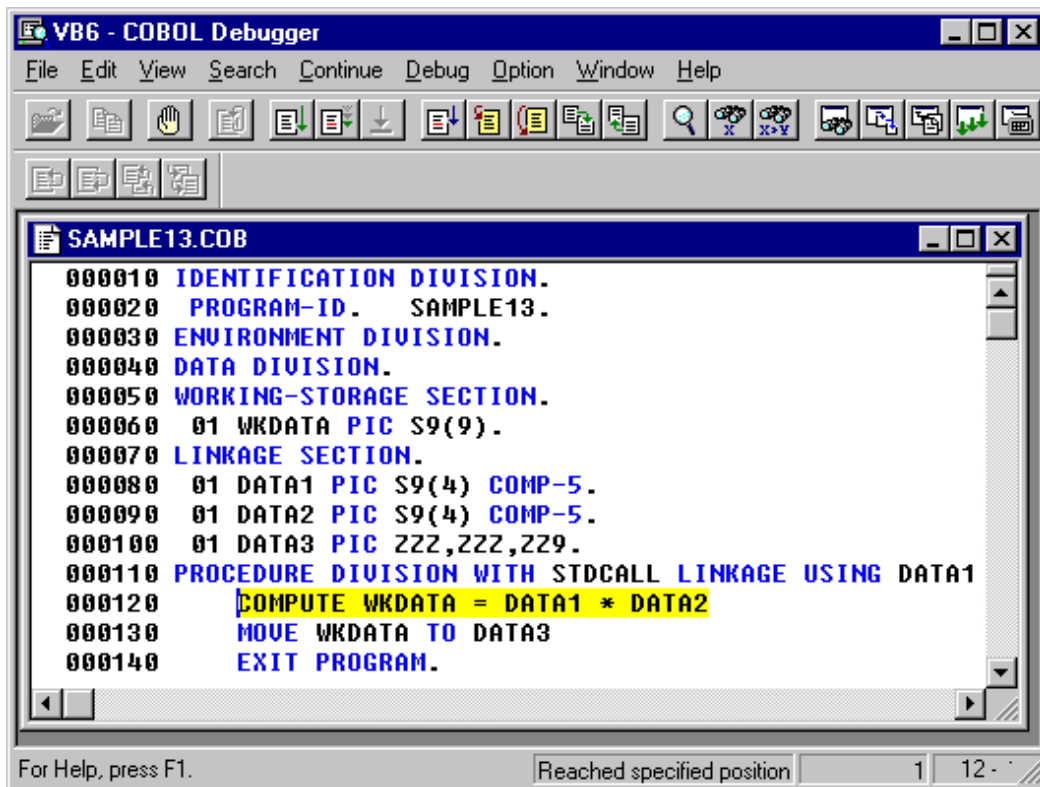 VB6 - COBOL Debugger
File Edit View Search Continue Debug Option Window Help
X X>Y
SAMPLE13.COB
000010 IDENTIFICATION DIVISION.
000020 PROGRAM-ID. SAMPLE13.
000030 ENVIRONMENT DIVISION.
000040 DATA DIVISION.
000050 WORKING-STORAGE SECTION.
000060 01 WKDATA PIC S9(9).
000070 LINKAGE SECTION.
000080 01 DATA1 PIC S9(4) COMP-5.
000090 01 DATA2 PIC S9(4) COMP-5.
000100 01 DATA3 PIC ZZZ,ZZZ,ZZ9.
000110 PROCEDURE DIVISION WITH STDCALL LINKAGE USING DATA1
000120 COMPUTE WKDATA = DATA1 * DATA2
000130 MOVE WKDATA TO DATA3
000140 EXIT PROGRAM.
For Help, press F1. Reached specified position 1 12 -